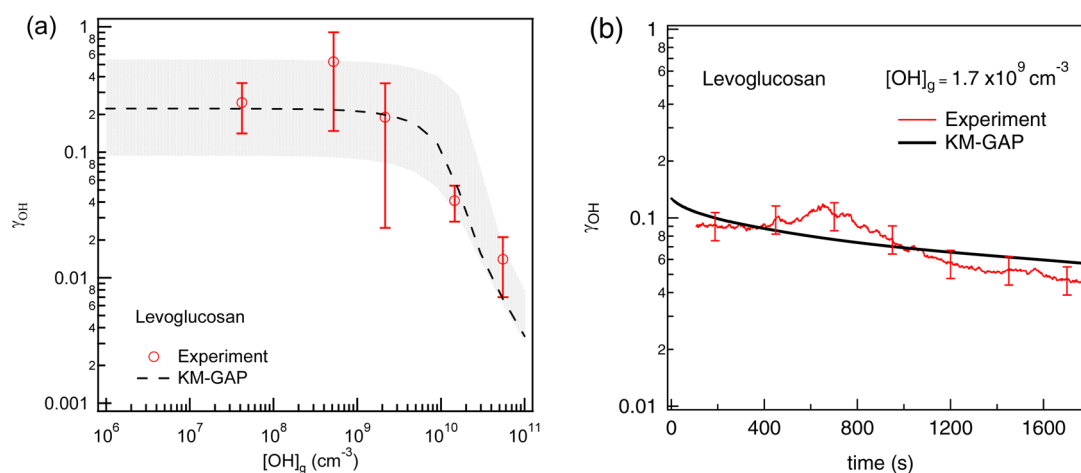 (a)
1
8
6
4
2
0.1
8
6
4
2
0.01
8
6
4
2
0.001
γOH
Levoglucosan
Experiment
KM-GAP
10^6
10^7
10^8
10^9
10^10
10^11
[OH]g (cm^-3)
(b)
1
8
6
4
2
0.1
8
6
4
2
0.01
γOH
Levoglucosan
[OH]g = 1.7 x10^9 cm^-3
Experiment
KM-GAP
0
400
800
1200
1600
time (s)